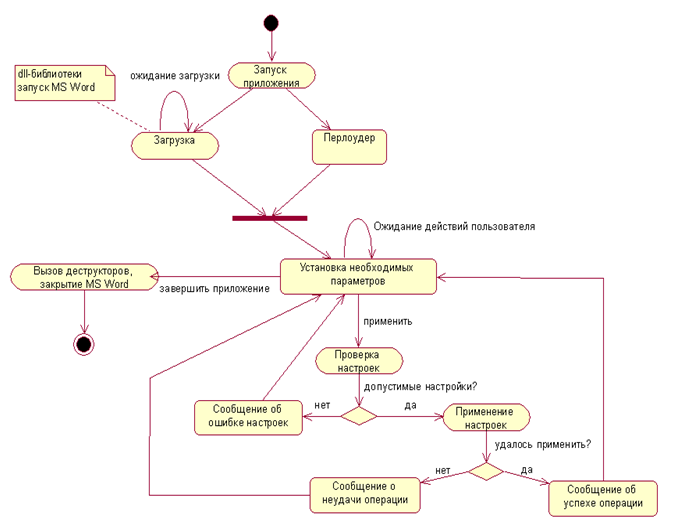 Запуск
приложения
dll-библиотеки
запуск MS Word
ожидание загрузки
Загрузка
Перлоудер
Ожидание действий пользователя
Установка необходимых
параметров
Вызов деструкторов,
закрытие MS Word
завершить приложение
применить
Проверка
настроек
допустимые настройки?
нет
да
Сообщение об
ошибке настроек
Применение
настроек
удалось применить?
нет
да
Сообщение о
неудачи операции
Сообщение об
успехе операции